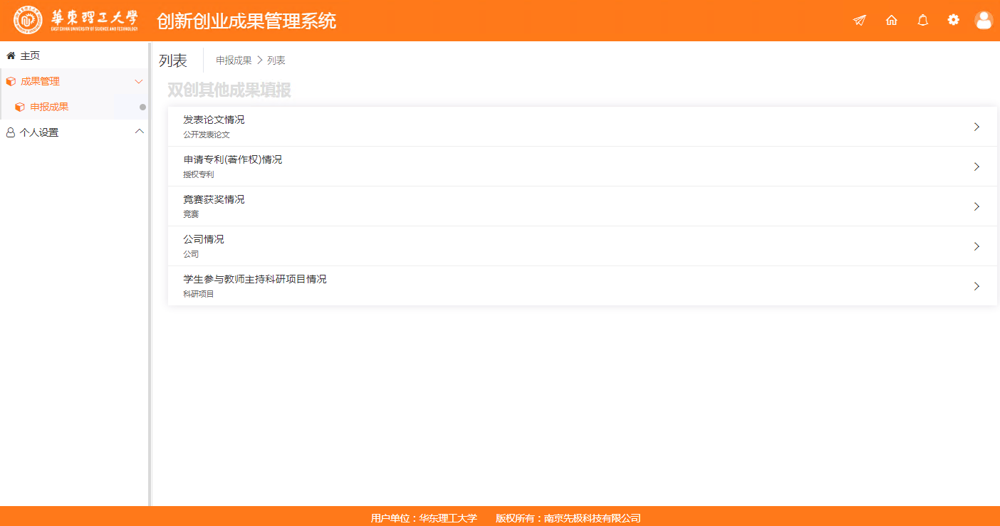 華東理工大學
EAST CHINA UNIVERSITY OF SCIENCE AND TECHNOLOGY
创新创业成果管理系统
主页
成果管理
申报成果
个人设置
列表
申报成果 > 列表
双创其他成果填报
发表论文情况
公开发表论文
申请专利(著作权)情况
授权专利
竞赛获奖情况
竞赛
公司情况
公司
学生参与教师主持科研项目情况
科研项目
用户单位：华东理工大学 版权所有：南京先极科技有限公司